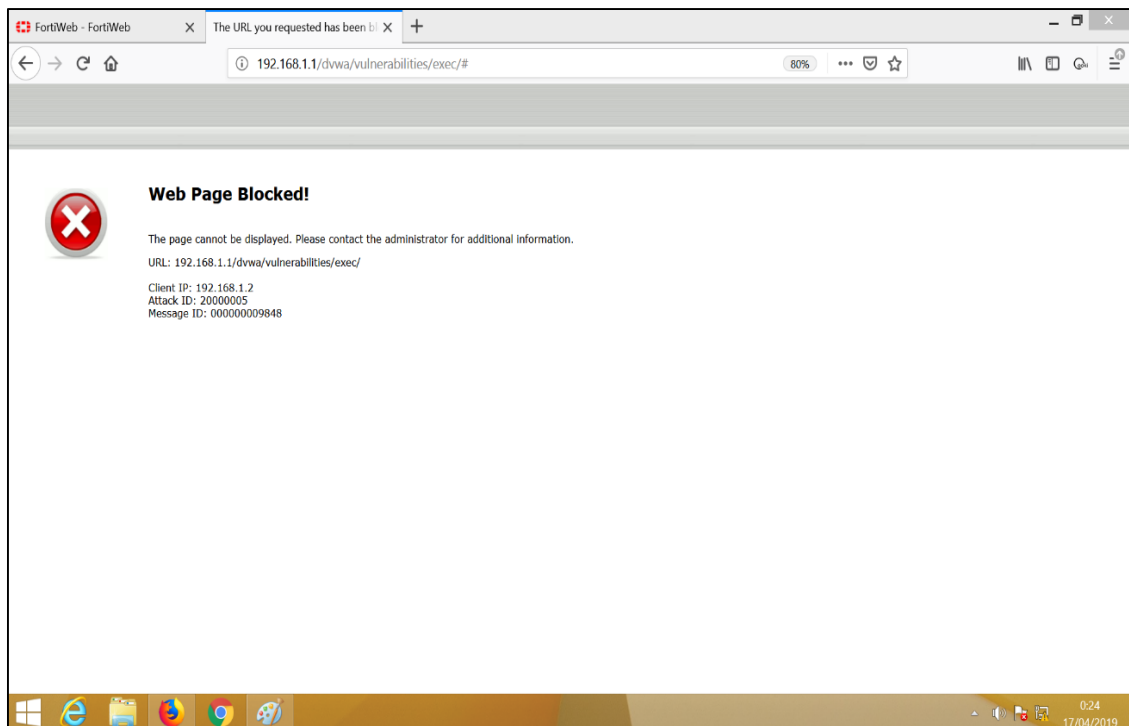 FortiWeb - FortiWeb
The URL you requested has been bl
192.168.1.1/dvwa/vulnerabilities/exec/#
80%
Web Page Blocked!
The page cannot be displayed. Please contact the administrator for additional information.
URL: 192.168.1.1/dvwa/vulnerabilities/exec/
Client IP: 192.168.1.2
Attack ID: 20000005
Message ID: 000000009848
0:24
17/04/2019